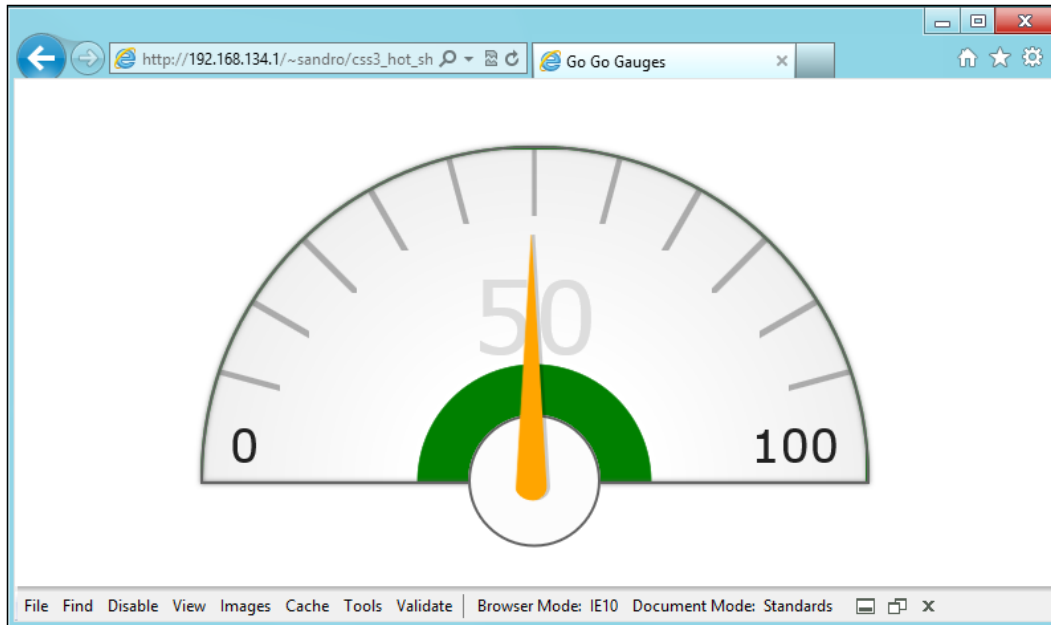 http://192.168.134.1/~sandro/css3_hot_sh
Go Go Gauges
50
0
100
File Find Disable View Images Cache Tools Validate Browser Mode: IE10 Document Mode: Standards